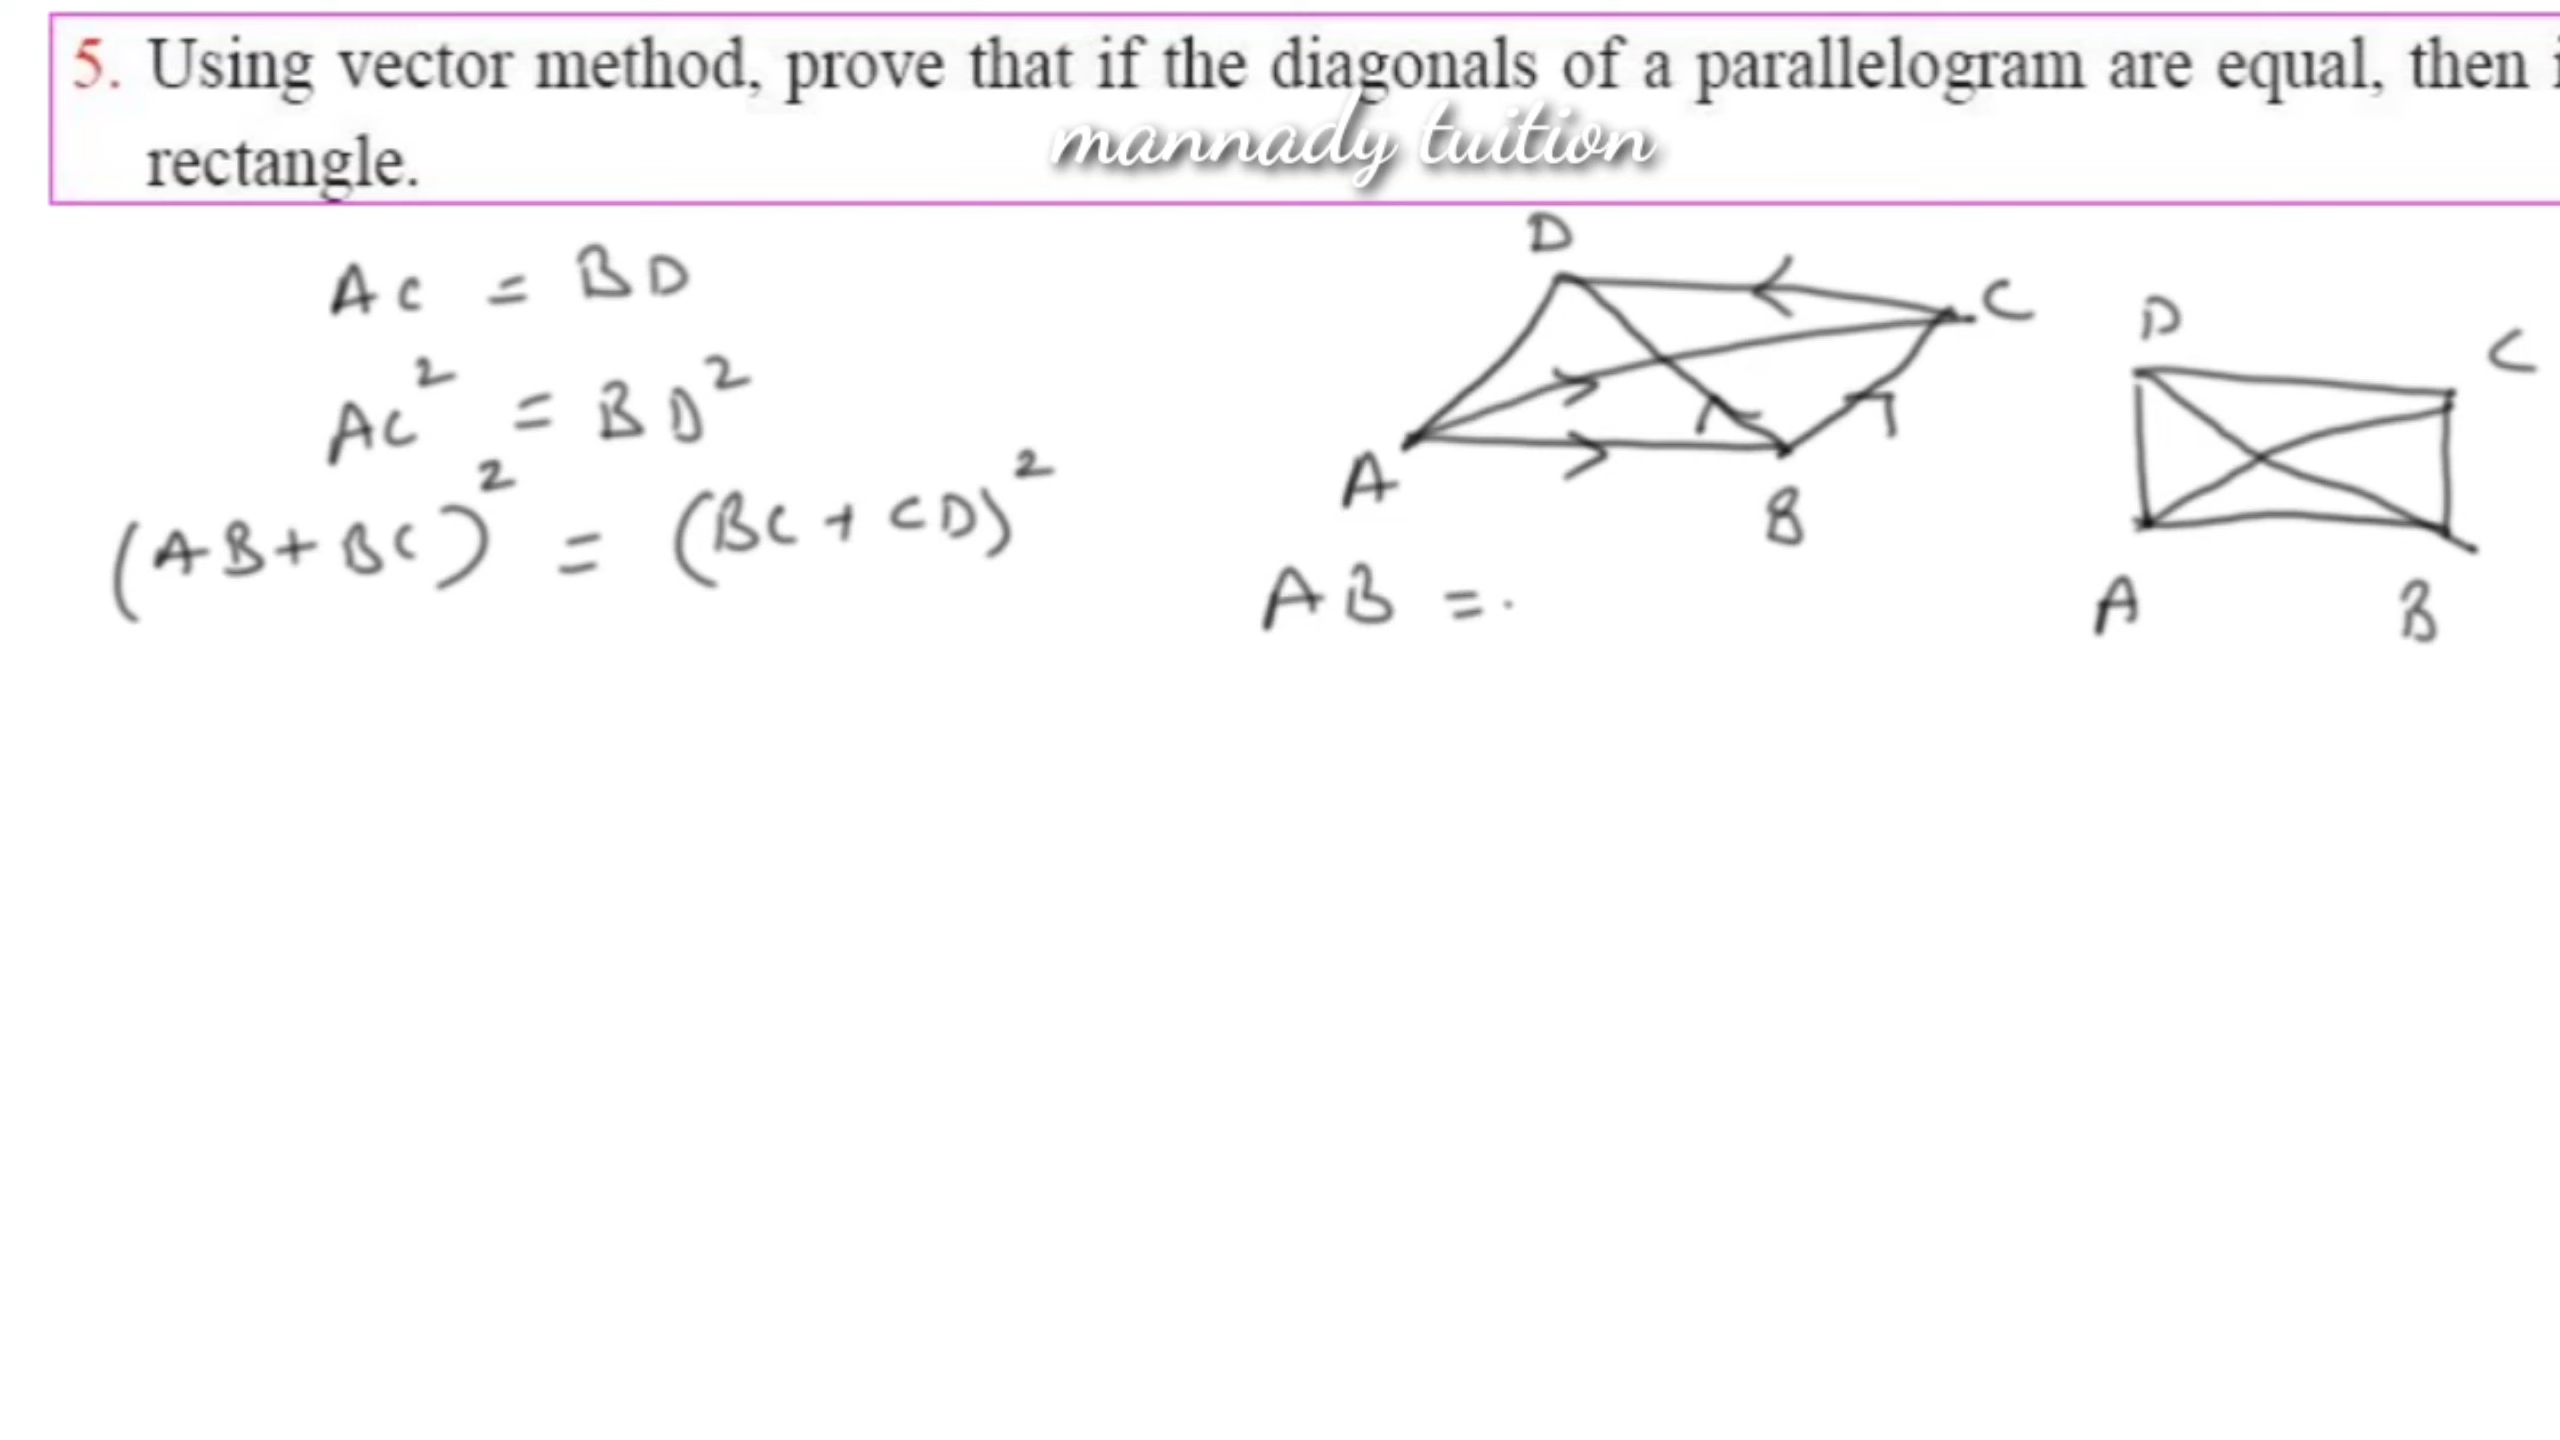 5. Using vector method, prove that if the diagonals of a parallelogram are equal, then i
rectangle.
mannady tuition
AC = BD
AC² = BD²
(AB + BC)² = (BC + CD)²
D
C
A
B
AB = .
D
C
A
B